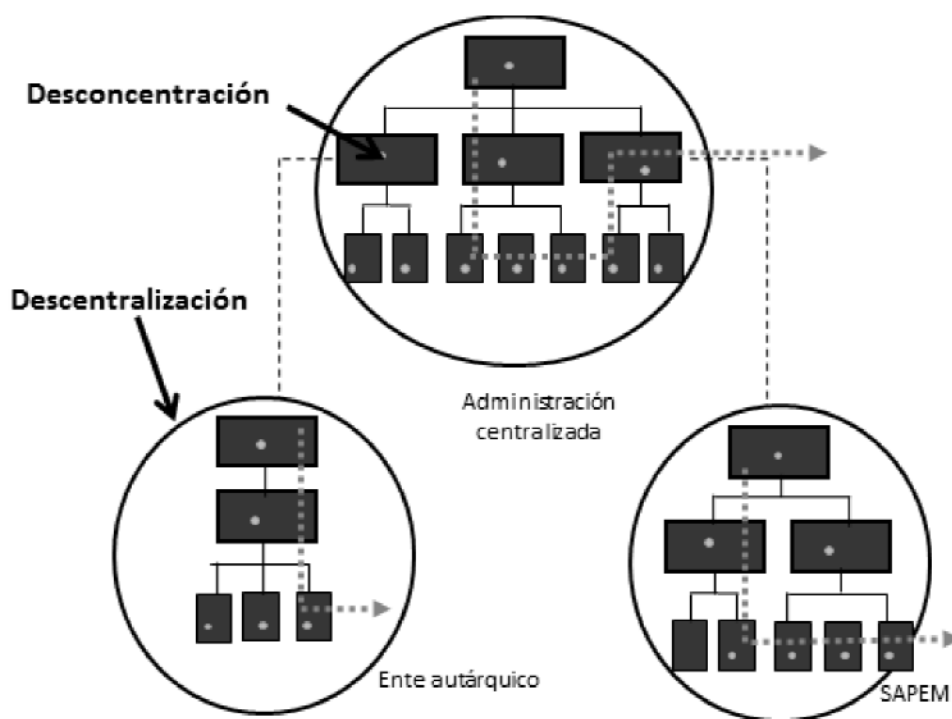 Desconcentración
Descentralización
Administración
centralizada
Ente autárquico
SAPEM